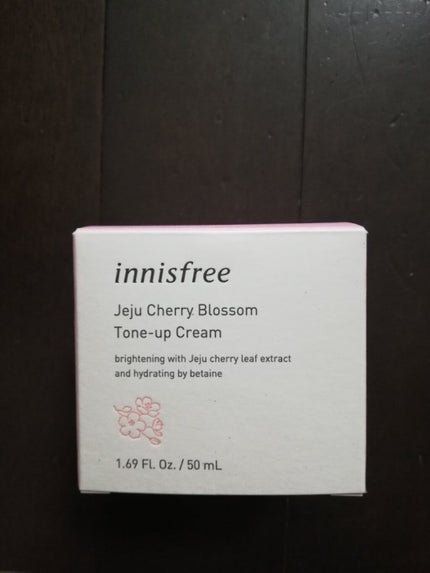 innisfree
Jeju Cherry Blossom
Tone-up Cream
brightening with Jeju cherry leaf extract
and hydrating by betaine
1.69 Fl. Oz. / 50 mL